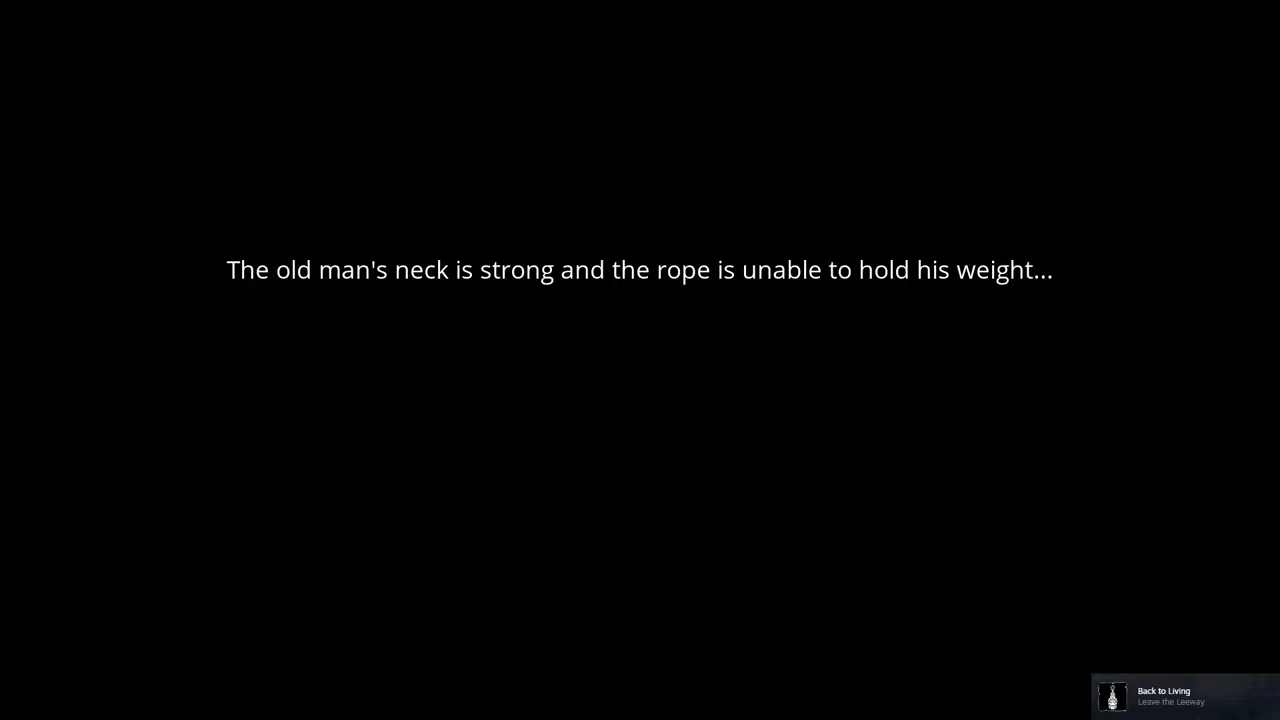 The old man's neck is strong and the rope is unable to hold his weight...
Back to Living
Leave the Leeway